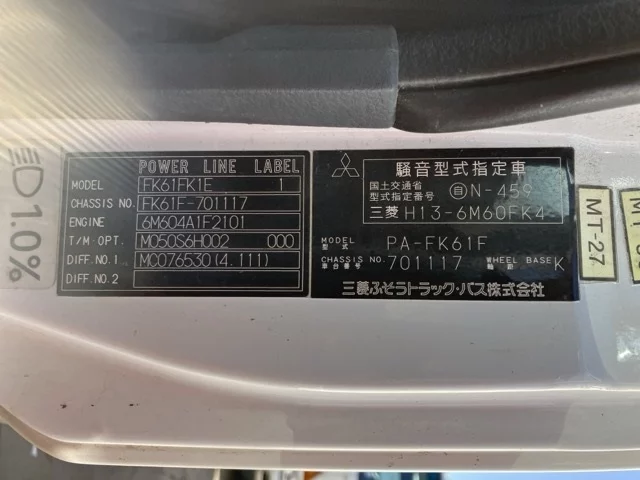 1.0%
POWER LINE LABEL
MODEL FK61FK1E 1
CHASSIS NO. FK61F-701117
ENGINE 6M604A1F2101
T/M.OPT. M050S6H002 000
DIFF.NO.1 MC076530(4.111)
DIFF.NO.2
騒音型式指定車
国土交通省
型式指定番号 自N-459
三菱 H13-6M60FK4
MODEL
型式 PA-FK61F
CHASSIS NO.
車台番号 701117
WHEEL BASE
軸距 K
三菱ふそうトラック・バス株式会社
MT-27